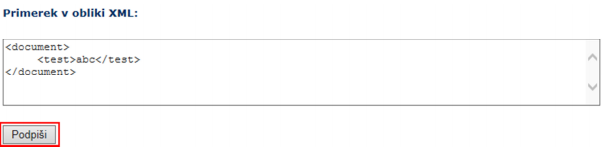 Primerek v obliki XML:
<document>
<test>abc</test>
</document>
Podpiši